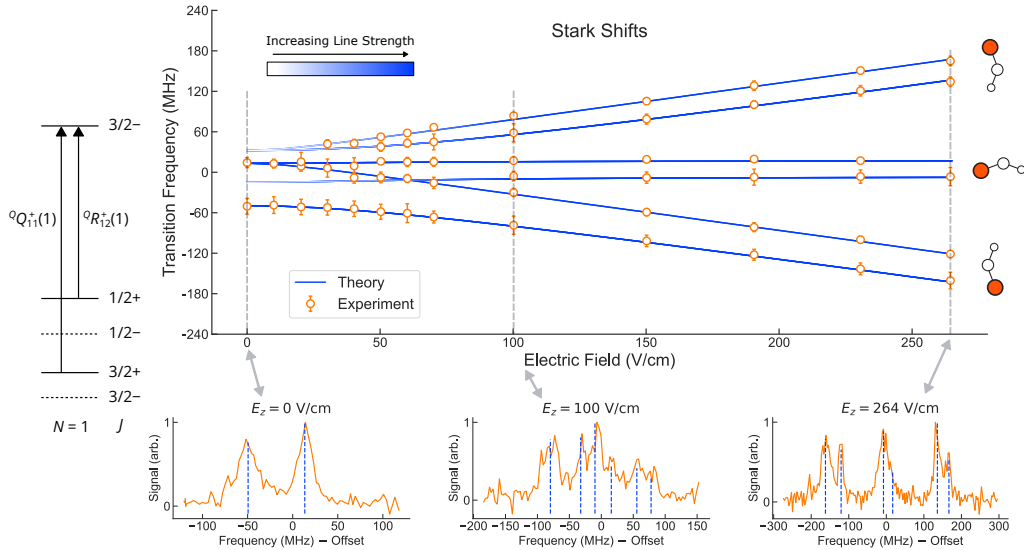 Stark Shifts
Increasing Line Strength
Transition Frequency (MHz)
240
180
120
60
0
-60
-120
-180
-240
Theory
Experiment
0
50
100
150
200
250
Electric Field (V/cm)
3/2−
ᵠQ₁₁⁺(1)
ᵠR₁₂⁺(1)
1/2+
1/2−
3/2+
3/2−
N = 1
J
E_z = 0 V/cm
Signal (arb.)
1
0
−100
−50
0
50
100
Frequency (MHz) − Offset
E_z = 100 V/cm
Signal (arb.)
1
0
−200
−150
−100
−50
0
50
100
150
Frequency (MHz) − Offset
E_z = 264 V/cm
Signal (arb.)
1
0
−300
−200
−100
0
100
200
300
Frequency (MHz) − Offset